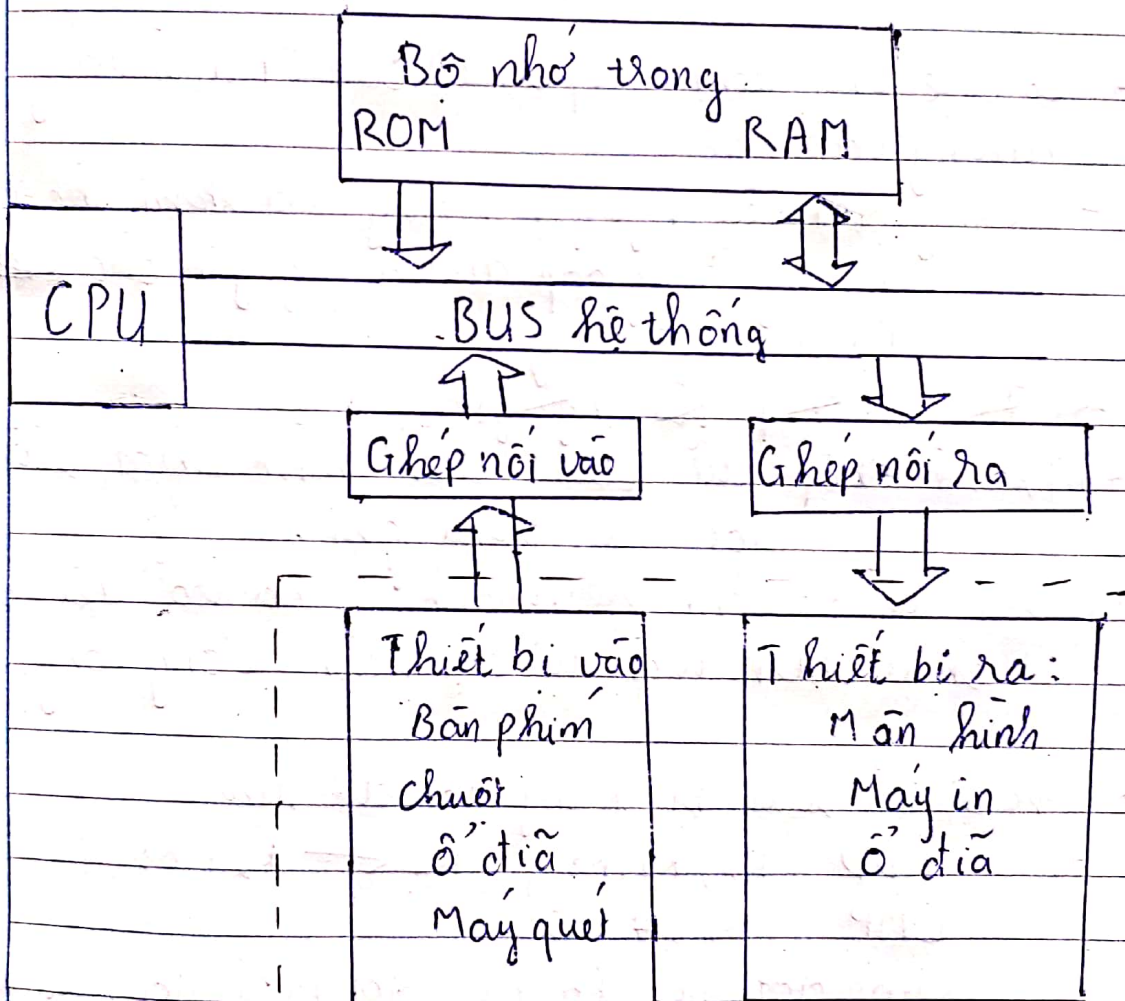 Bộ nhớ trong
ROM RAM
CPU
BUS hệ thống
Ghép nối vào
Ghép nối ra
Thiết bị vào
Bàn phím
chuột
Ổ đĩa
Máy quét
Thiết bị ra:
Màn hình
Máy in
Ổ đĩa